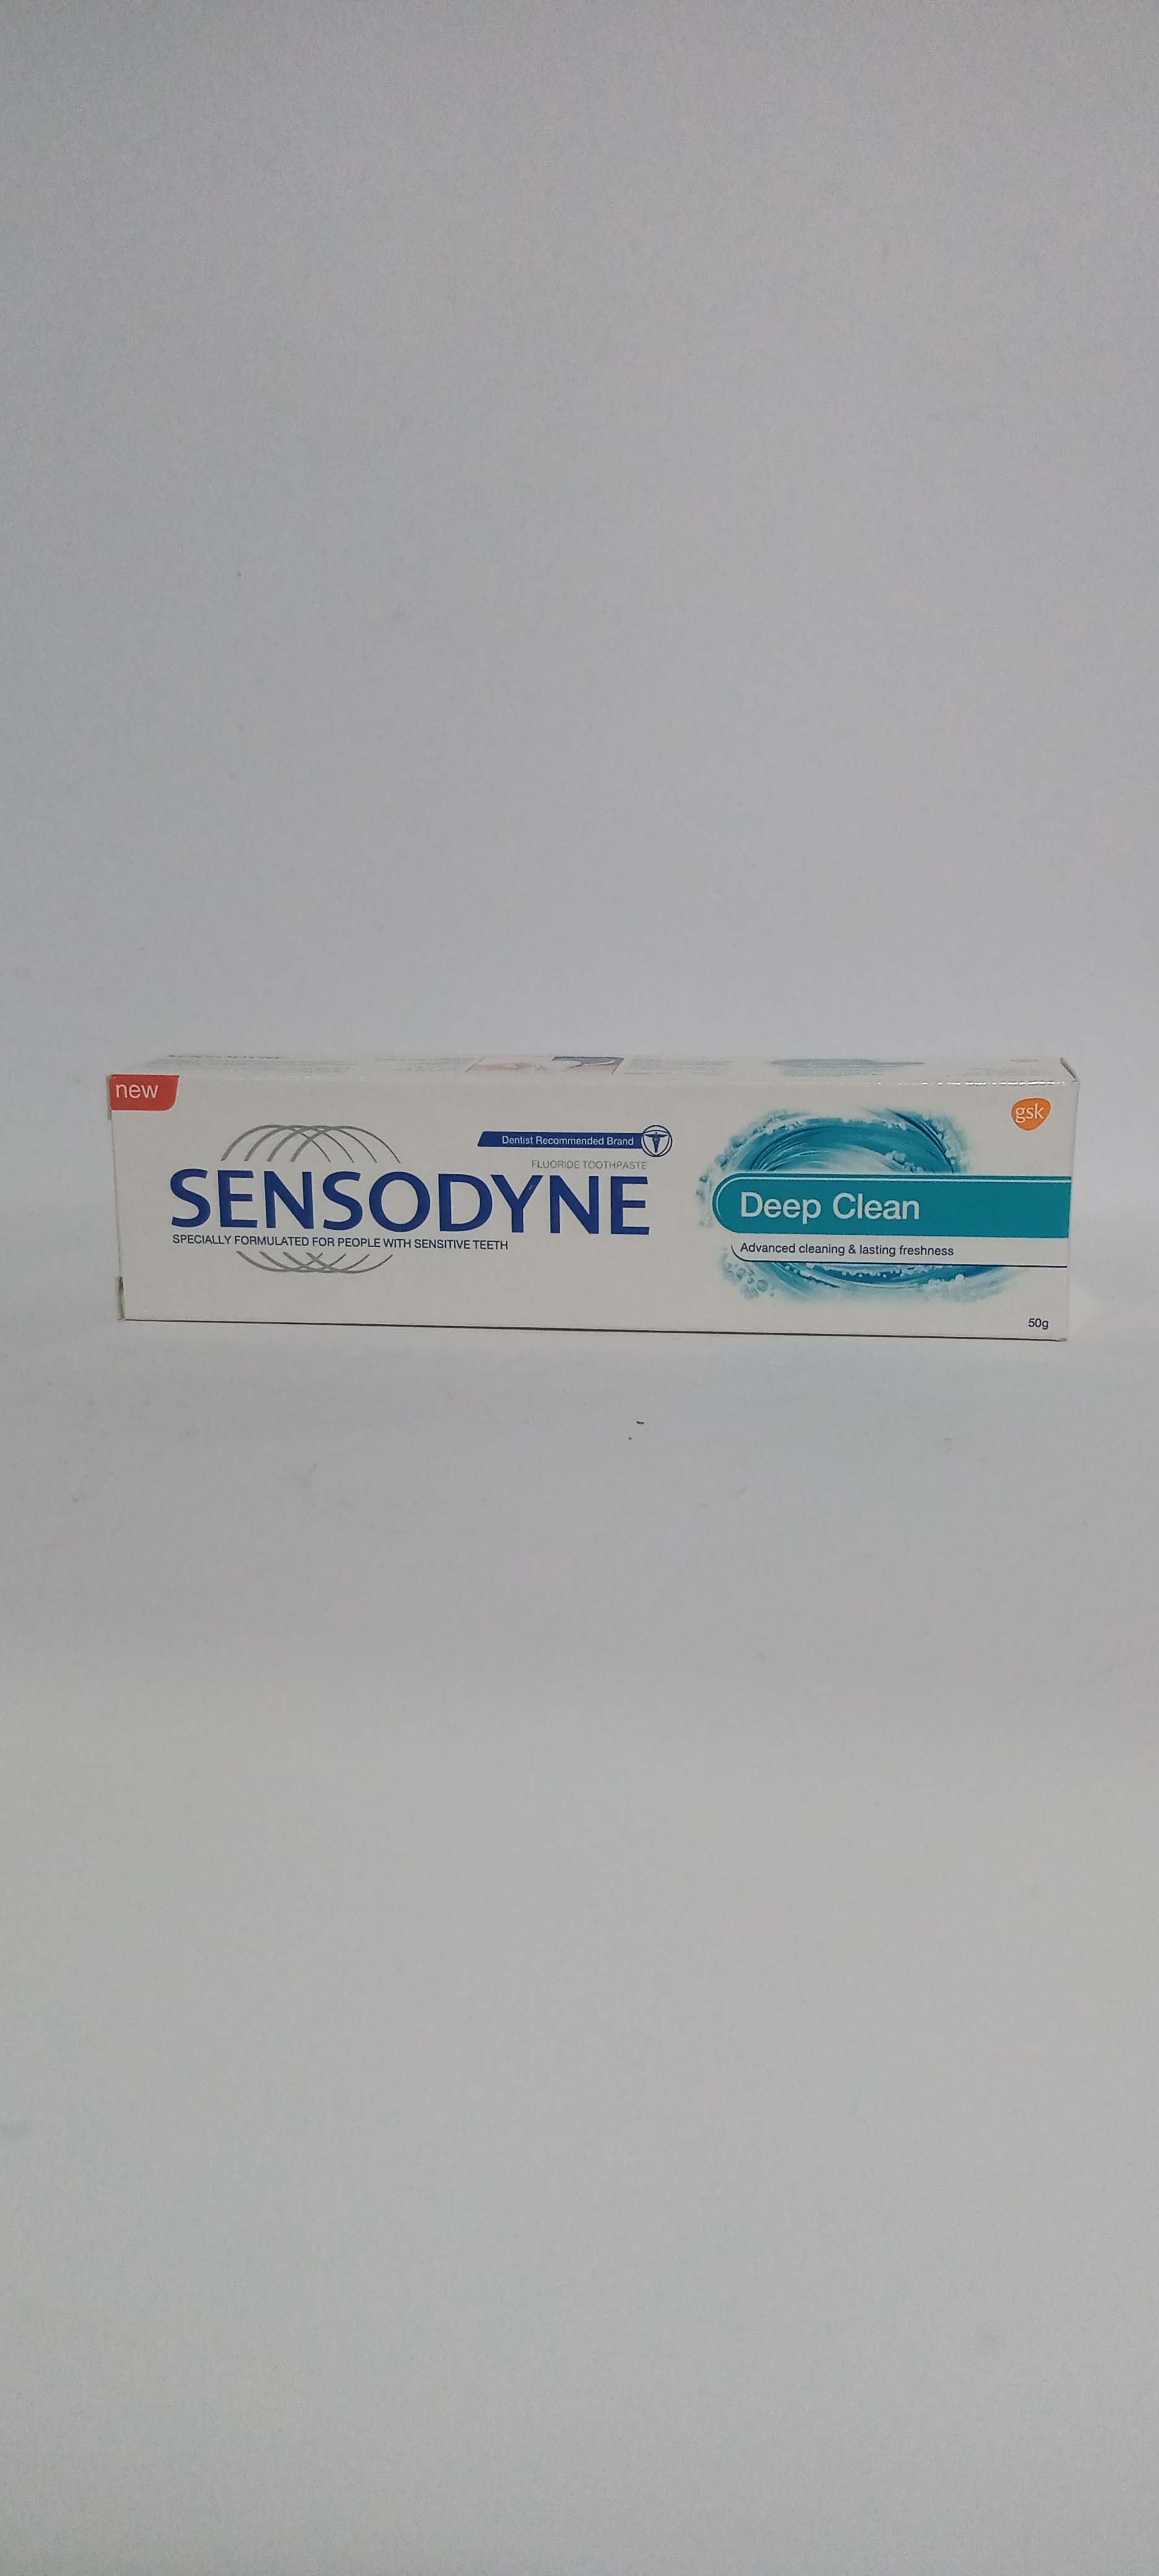 new
gsk
Dentist Recommended Brand
FLUORIDE TOOTHPASTE
SENSODYNE
SPECIALLY FORMULATED FOR PEOPLE WITH SENSITIVE TEETH
Deep Clean
Advanced cleaning & lasting freshness
50g